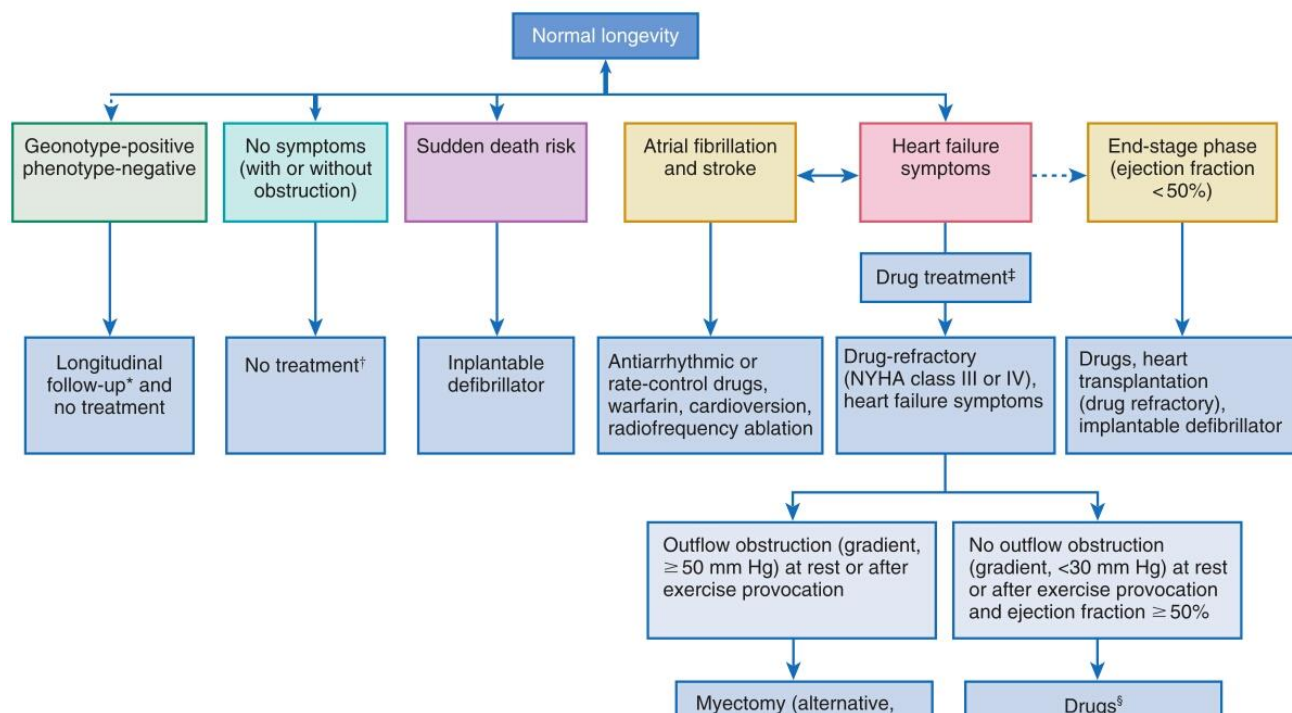 Normal longevity
Geonotype-positive
phenotype-negative
No symptoms
(with or without
obstruction)
Sudden death risk
Atrial fibrillation
and stroke
Heart failure
symptoms
End-stage phase
(ejection fraction
<50%)
Drug treatment‡
Longitudinal
follow-up* and
no treatment
No treatment†
Inplantable
defibrillator
Antiarrhythmic or
rate-control drugs,
warfarin, cardioversion,
radiofrequency ablation
Drug-refractory
(NYHA class III or IV),
heart failure symptoms
Drugs, heart
transplantation
(drug refractory),
implantable defibrillator
Outflow obstruction (gradient,
≥50 mm Hg) at rest or after
exercise provocation
No outflow obstruction
(gradient, <30 mm Hg) at rest
or after exercise provocation
and ejection fraction ≥50%
Myectomy (alternative,
Drugs§